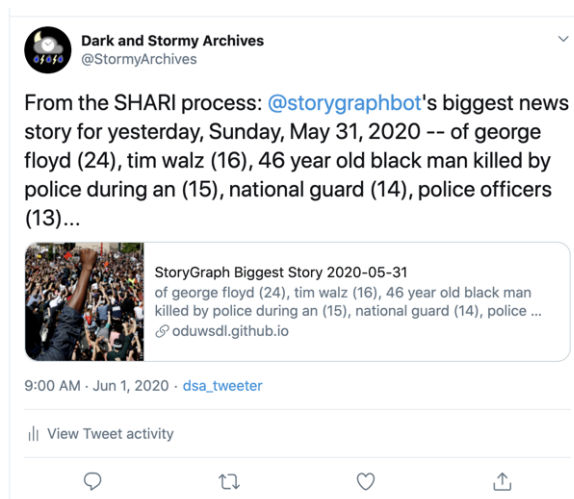 Dark and Stormy Archives
@StormyArchives
From the SHARI process: @storygraphbot's biggest news
story for yesterday, Sunday, May 31, 2020 -- of george
floyd (24), tim walz (16), 46 year old black man killed by
police during an (15), national guard (14), police officers
(13)...
StoryGraph Biggest Story 2020-05-31
of george floyd (24), tim walz (16), 46 year old black man
killed by police during an (15), national guard (14), police ...
oduwsdl.github.io
9:00 AM · Jun 1, 2020 · dsa_tweeter
View Tweet activity